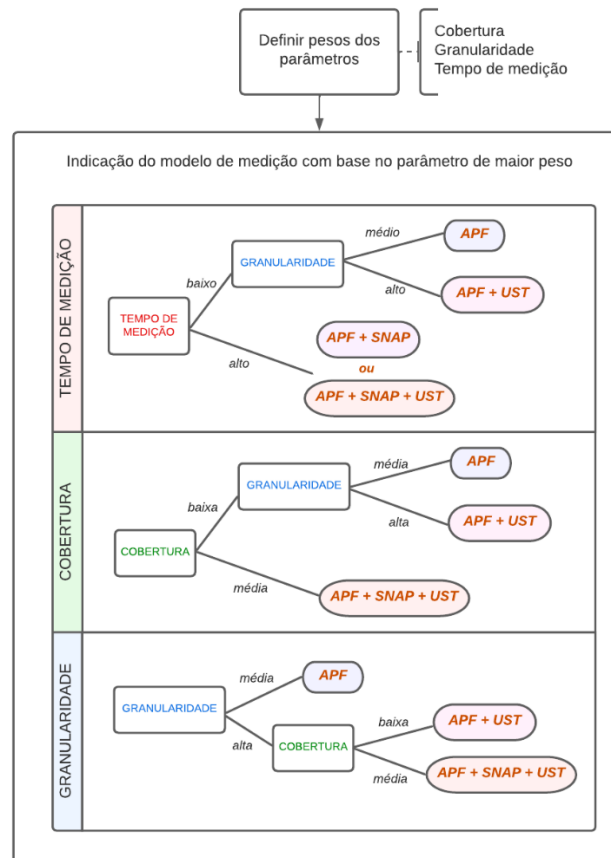 Definir pesos dos
parâmetros
Cobertura
Granularidade
Tempo de medição
Indicação do modelo de medição com base no parâmetro de maior peso
TEMPO DE MEDIÇÃO
TEMPO DE
MEDIÇÃO
baixo
alto
GRANULARIDADE
médio
alto
APF
APF + UST
APF + SNAP
ou
APF + SNAP + UST
COBERTURA
COBERTURA
baixa
média
GRANULARIDADE
média
alta
APF
APF + UST
APF + SNAP + UST
GRANULARIDADE
GRANULARIDADE
média
alta
APF
COBERTURA
baixa
média
APF + UST
APF + SNAP + UST